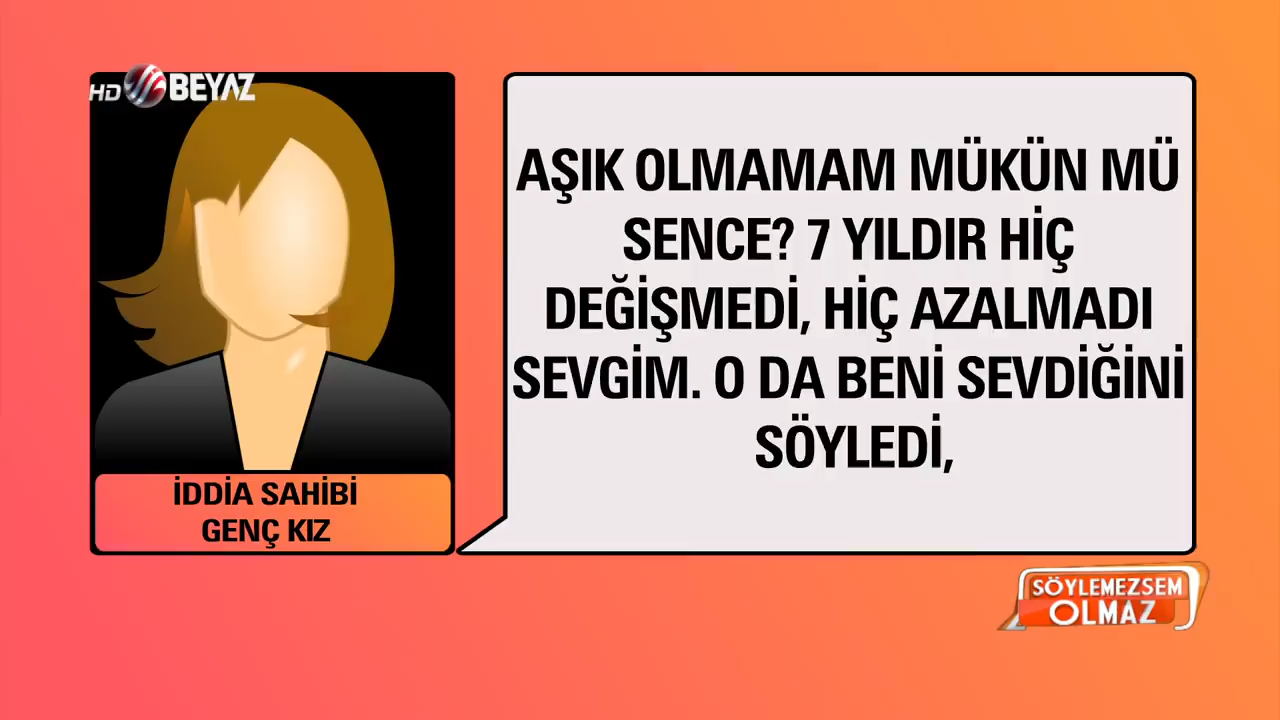 HD BEYAZ
AŞIK OLMAMAM MÜKÜN MÜ
SENCE? 7 YILDIR HİÇ
DEĞİŞMEDİ, HİÇ AZALMADI
SEVGİM. O DA BENİ SEVDİĞİNİ
SÖYLEDİ,
İDDİA SAHİBİ
GENÇ KIZ
SÖYLEMEZSEM
OLMAZ